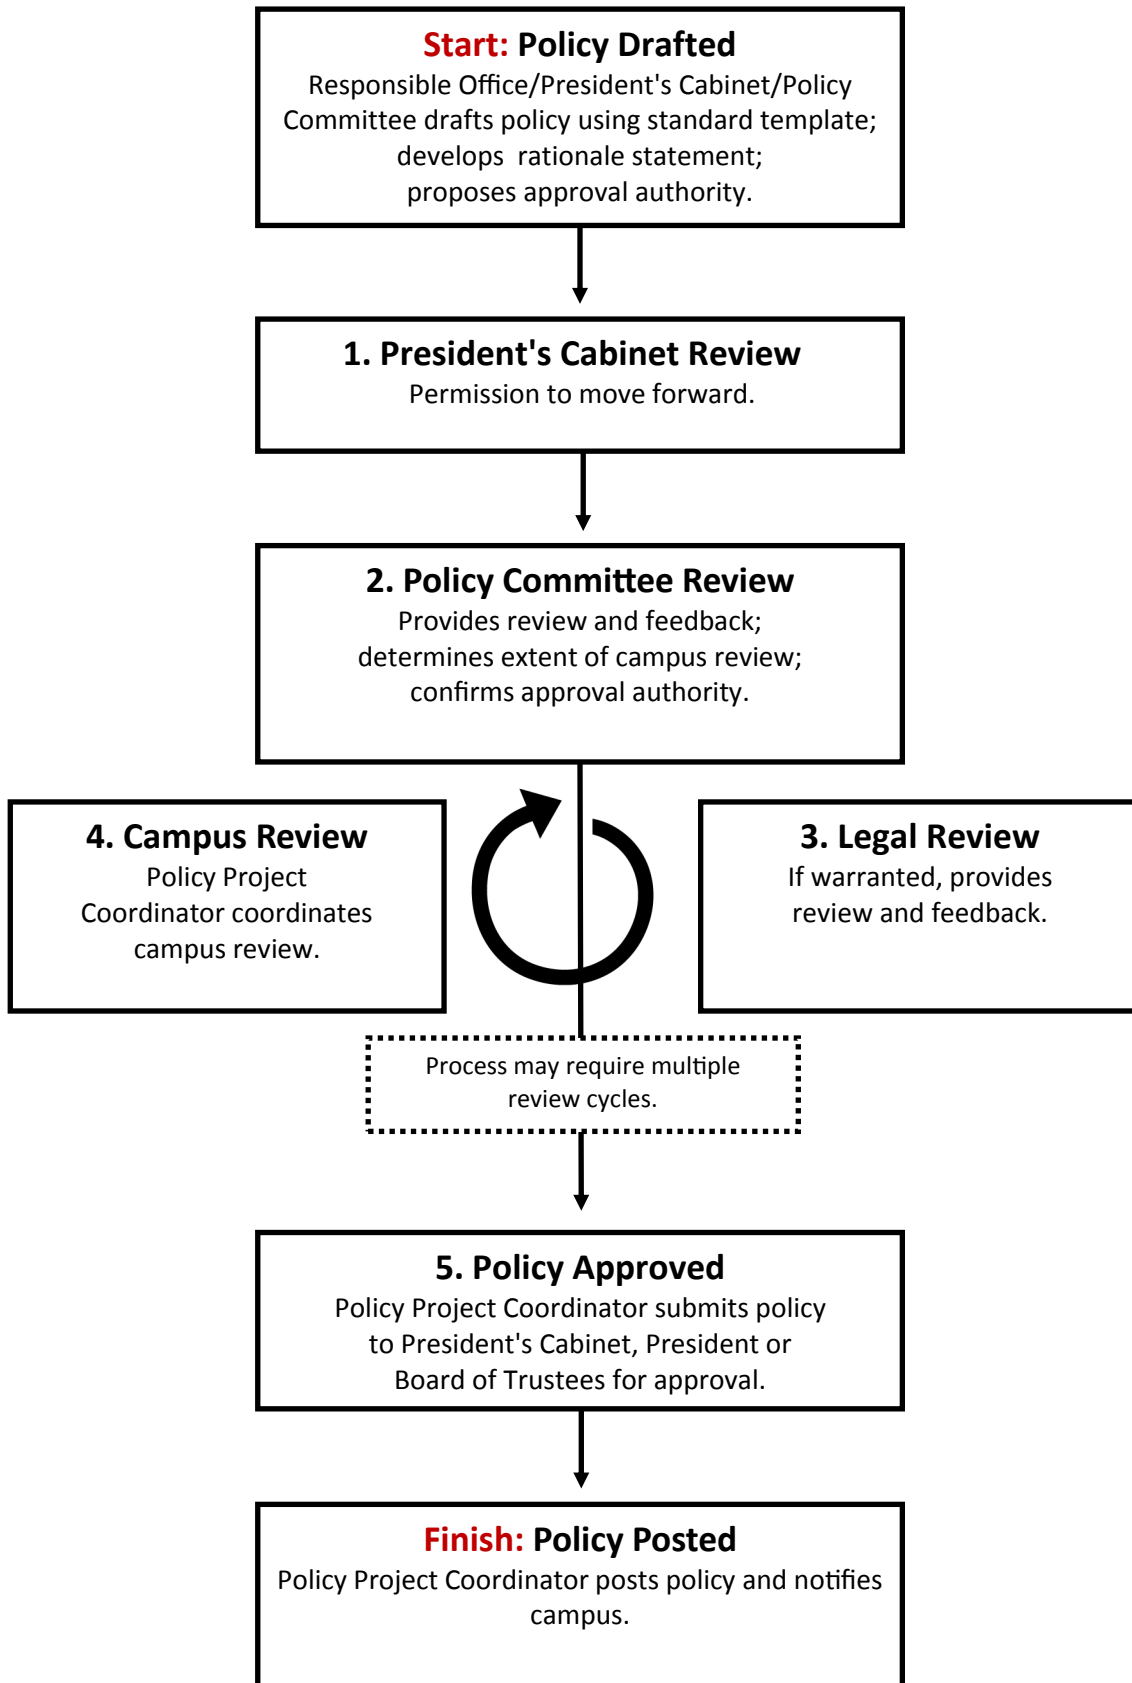 Start: Policy Drafted
Responsible Office/President's Cabinet/Policy
Committee drafts policy using standard template;
develops rationale statement;
proposes approval authority.
1. President's Cabinet Review
Permission to move forward.
2. Policy Committee Review
Provides review and feedback;
determines extent of campus review;
confirms approval authority.
4. Campus Review
Policy Project
Coordinator coordinates
campus review.
3. Legal Review
If warranted, provides
review and feedback.
Process may require multiple
review cycles.
5. Policy Approved
Policy Project Coordinator submits policy
to President's Cabinet, President or
Board of Trustees for approval.
Finish: Policy Posted
Policy Project Coordinator posts policy and notifies
campus.